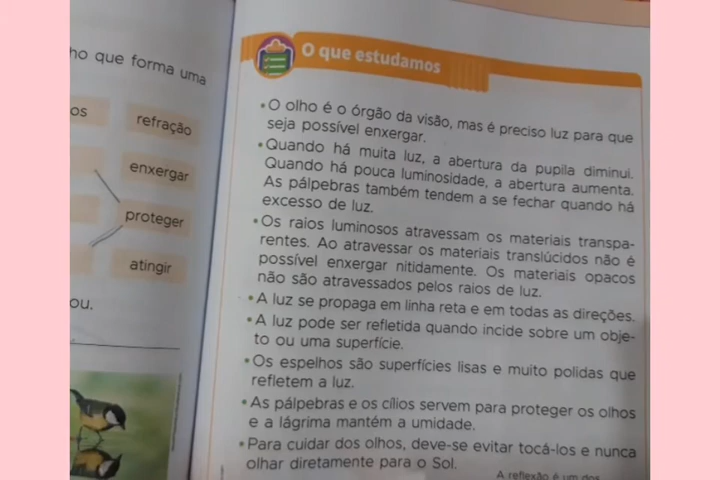 ho que forma uma
os
refração
enxergar
proteger
atingir
ou.
O que estudamos
• O olho é o órgão da visão, mas é preciso luz para que
seja possível enxergar.
• Quando há muita luz, a abertura da pupila diminui.
Quando há pouca luminosidade, a abertura aumenta.
As pálpebras também tendem a se fechar quando há
excesso de luz.
• Os raios luminosos atravessam os materiais transpa-
rentes. Ao atravessar os materiais translúcidos não é
possível enxergar nitidamente. Os materiais opacos
não são atravessados pelos raios de luz.
• A luz se propaga em linha reta e em todas as direções.
• A luz pode ser refletida quando incide sobre um obje-
to ou uma superfície.
• Os espelhos são superfícies lisas e muito polidas que
refletem a luz.
• As pálpebras e os cílios servem para proteger os olhos
e a lágrima mantém a umidade.
• Para cuidar dos olhos, deve-se evitar tocá-los e nunca
olhar diretamente para o Sol.
A reflexão é um dos